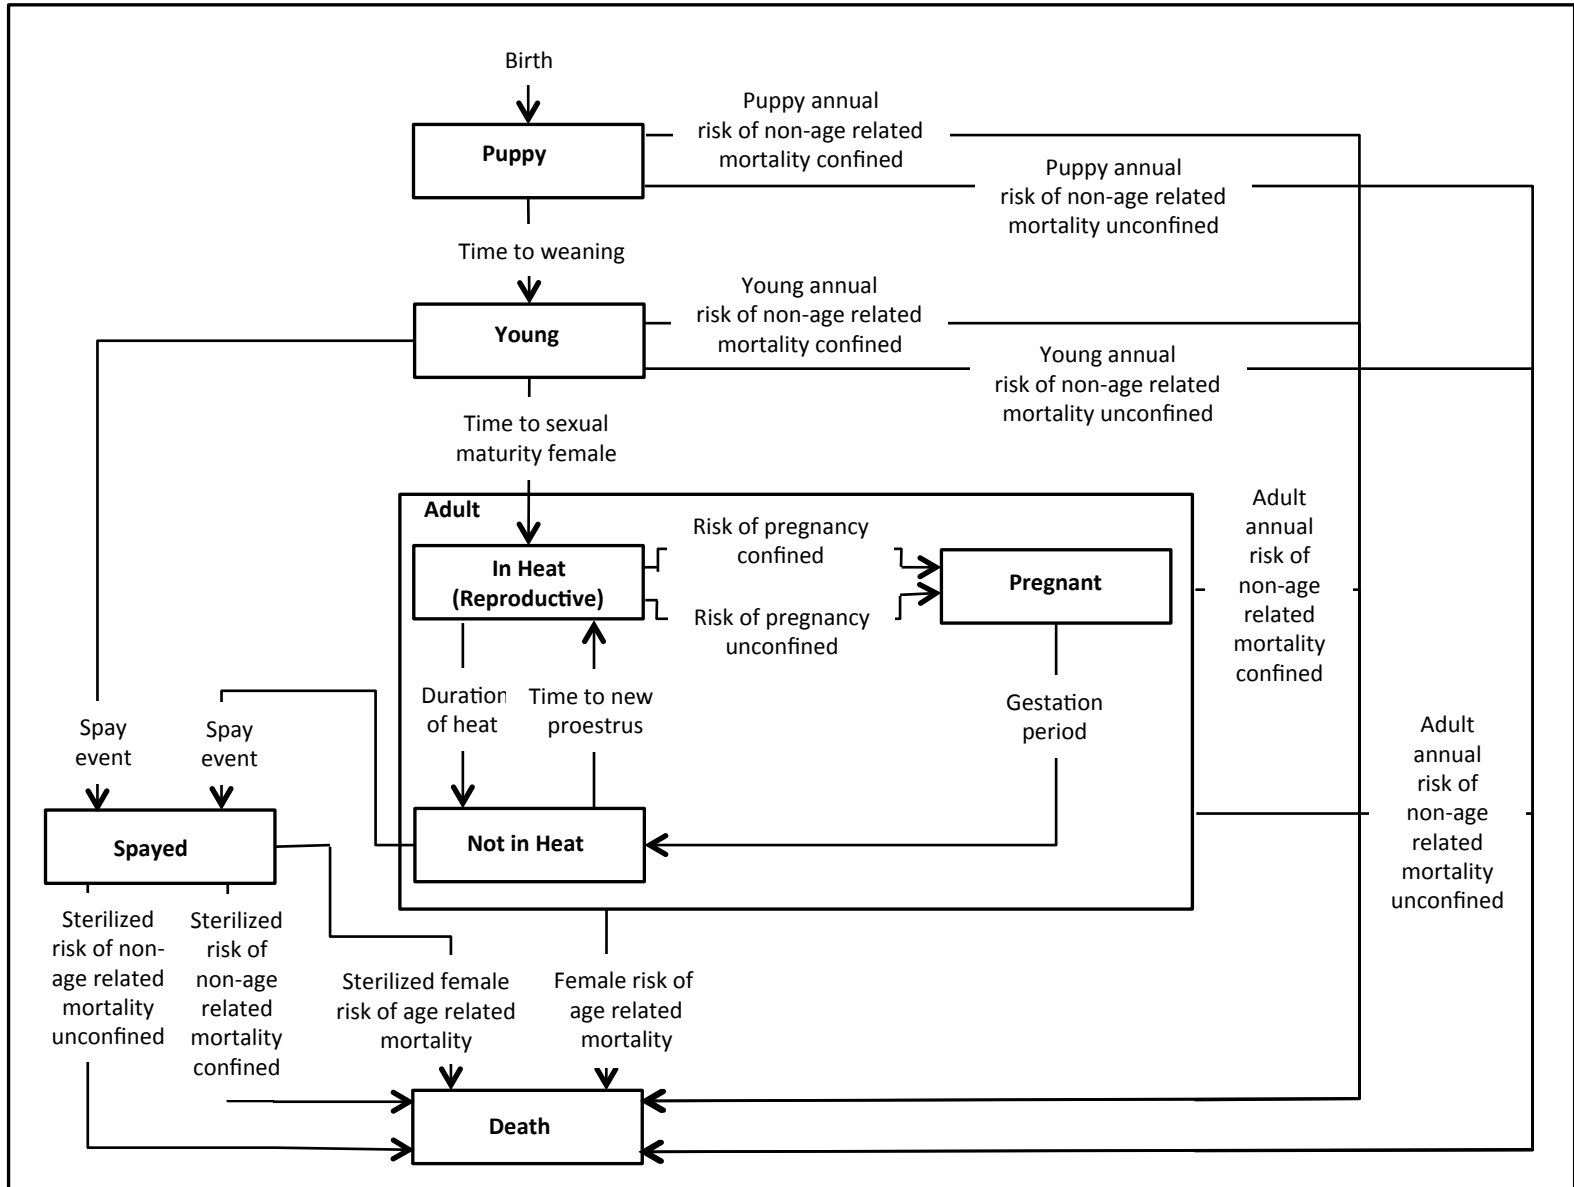 Birth
Puppy annual
risk of non-age related
mortality confined
Puppy
Puppy annual
risk of non-age related
mortality unconfined
Time to weaning
Young annual
risk of non-age related
mortality confined
Young
Young annual
risk of non-age related
mortality unconfined
Time to sexual
maturity female
Adult
In Heat
(Reproductive)
Risk of pregnancy
confined
Risk of pregnancy
unconfined
Pregnant
Adult
annual
risk of
non-age
related
mortality
confined
Duration
of heat
Time to new
proestrus
Gestation
period
Spay
event
Spay
event
Adult
annual
risk of
non-age
related
mortality
unconfined
Spayed
Not in Heat
Sterilized
risk of non-
age related
mortality
unconfined
Sterilized
risk of
non-age
related
mortality
confined
Sterilized female
risk of age related
mortality
Female risk of
age related
mortality
Death